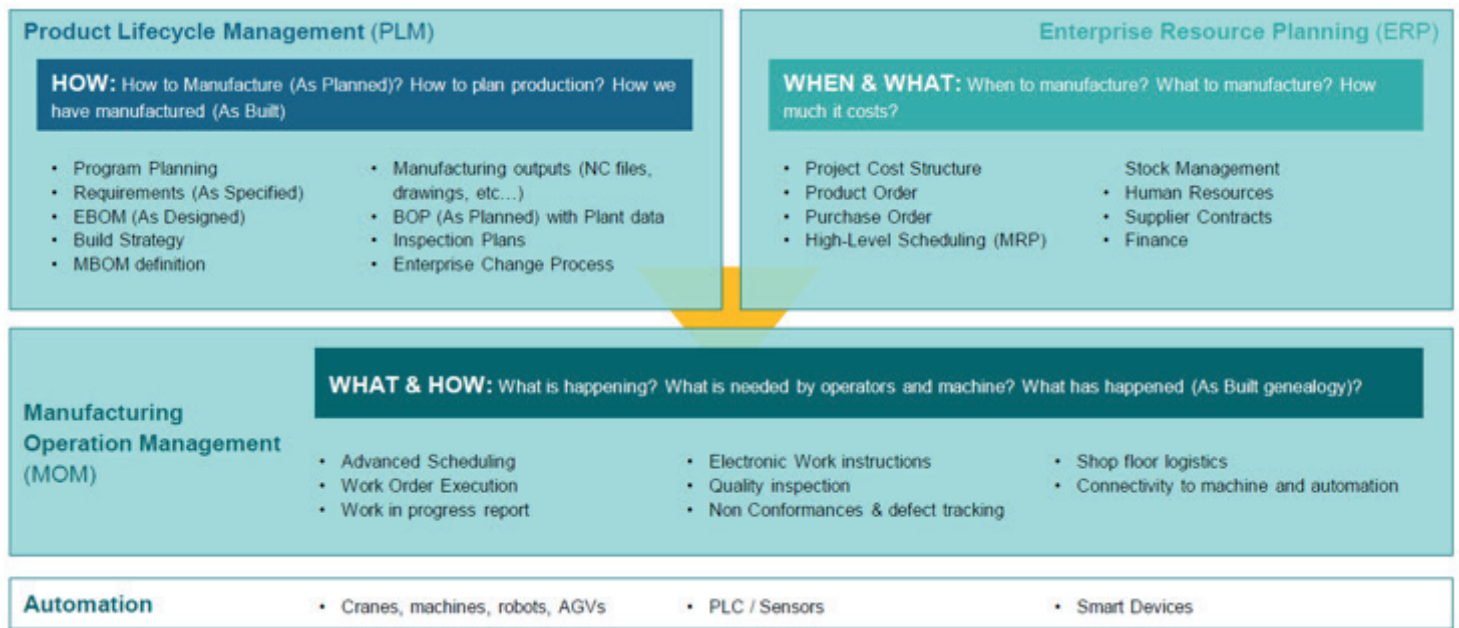 Product Lifecycle Management (PLM)
HOW: How to Manufacture (As Planned)? How to plan production? How we
have manufactured (As Built)
• Program Planning
• Requirements (As Specified)
• EBOM (As Designed)
• Build Strategy
• MBOM definition
• Manufacturing outputs (NC files,
drawings, etc…)
• BOP (As Planned) with Plant data
• Inspection Plans
• Enterprise Change Process
Enterprise Resource Planning (ERP)
WHEN & WHAT: When to manufacture? What to manufacture? How
much it costs?
• Project Cost Structure
• Product Order
• Purchase Order
• High-Level Scheduling (MRP)
Stock Management
• Human Resources
• Supplier Contracts
• Finance
Manufacturing
Operation Management
(MOM)
WHAT & HOW: What is happening? What is needed by operators and machine? What has happened (As Built genealogy)?
• Advanced Scheduling
• Work Order Execution
• Work in progress report
• Electronic Work instructions
• Quality inspection
• Non Conformances & defect tracking
• Shop floor logistics
• Connectivity to machine and automation
Automation
• Cranes, machines, robots, AGVs
• PLC / Sensors
• Smart Devices